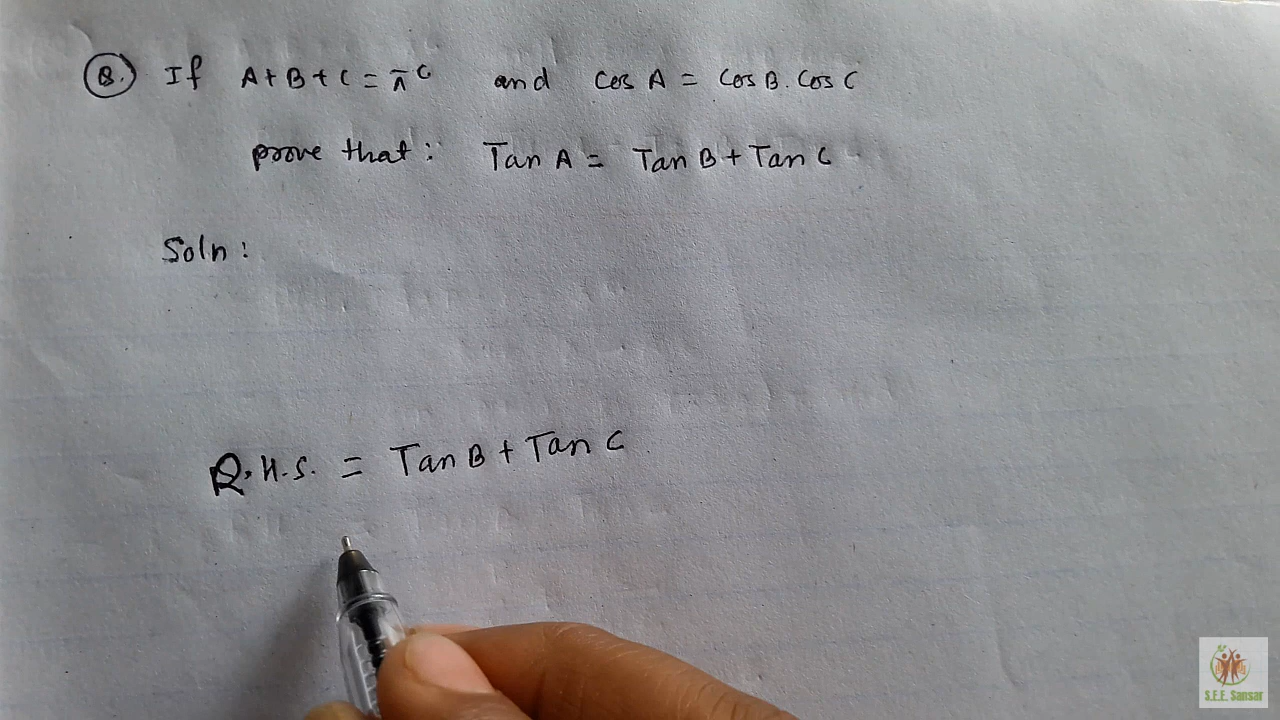 Q. If A+B+C = π^c and Cos A = Cos B. Cos C
prove that: Tan A = Tan B + Tan C
Soln:
R.H.S. = Tan B + Tan C
S.E.E. Sansar